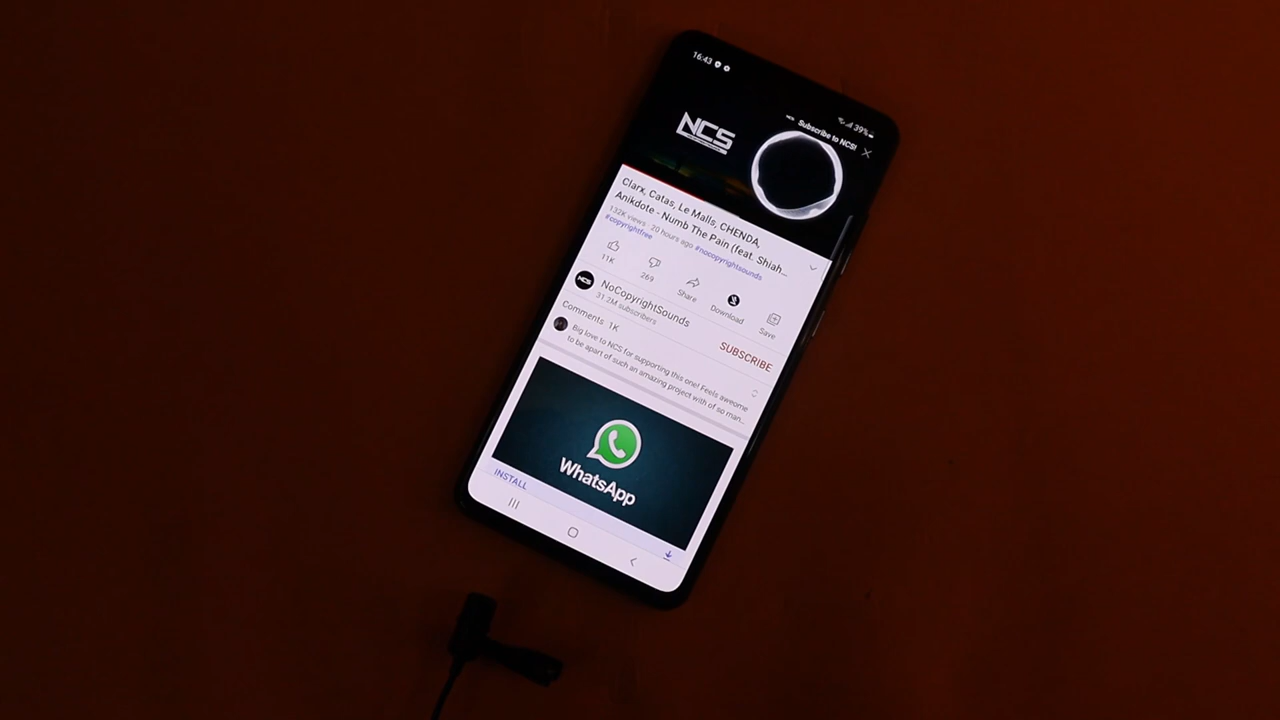 16:43
39%
Subscribe to NCS!
NCS
Clarx, Catas, Le Malls, CHENDA,
Anikdote - Numb The Pain (feat. Shiah...
132K views · 20 hours ago #nocopyrightsounds
#copyrightfree
11K
269
Share
Download
Save
NCS
NoCopyrightSounds
31.2M subscribers
SUBSCRIBE
Comments 1K
Big love to NCS for supporting this one! Feels aweome
to be apart of such an amazing project with of so man...
WhatsApp
INSTALL